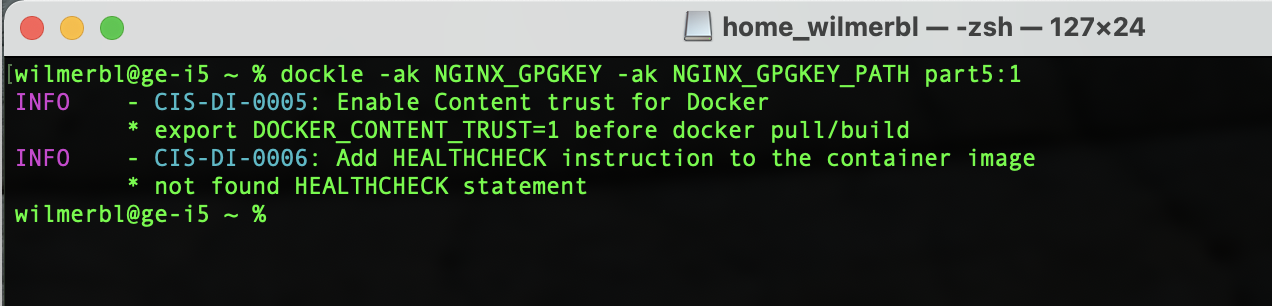 home_wilmerbl — -zsh — 127×24
[wilmerbl@ge-i5 ~ % dockle -ak NGINX_GPGKEY -ak NGINX_GPGKEY_PATH part5:1
INFO - CIS-DI-0005: Enable Content trust for Docker
* export DOCKER_CONTENT_TRUST=1 before docker pull/build
INFO - CIS-DI-0006: Add HEALTHCHECK instruction to the container image
* not found HEALTHCHECK statement
wilmerbl@ge-i5 ~ %